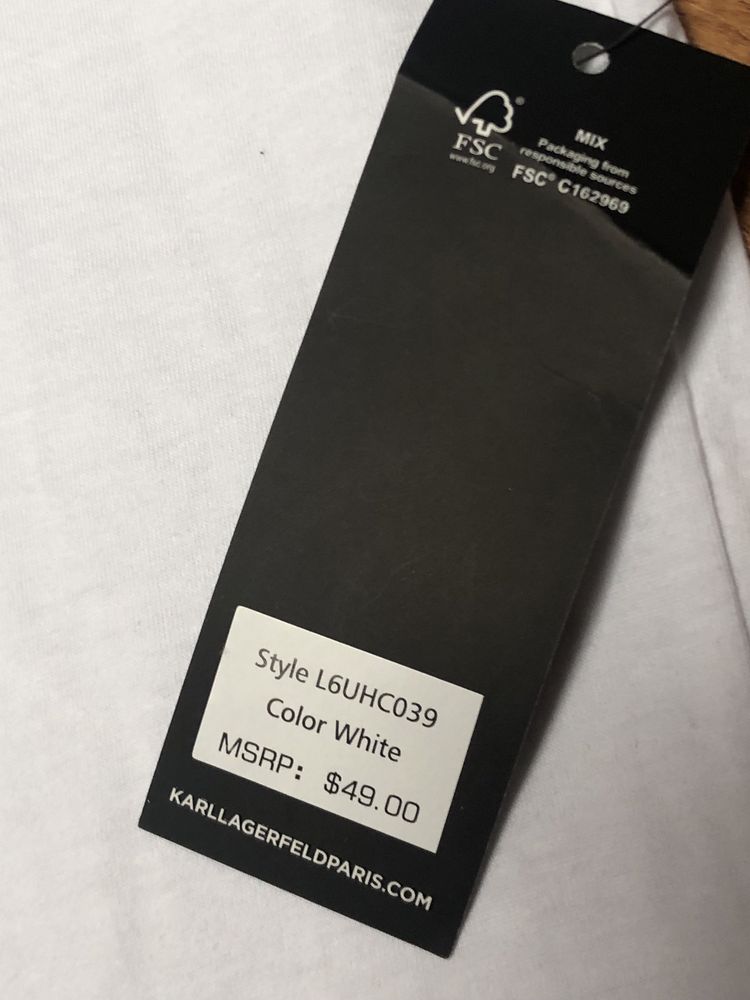 FSC
www.fsc.org
MIX
Packaging from
responsible sources
FSC® C162969
Style L6UHC039
Color White
MSRP: $49.00
KARLLAGERFELDPARIS.COM